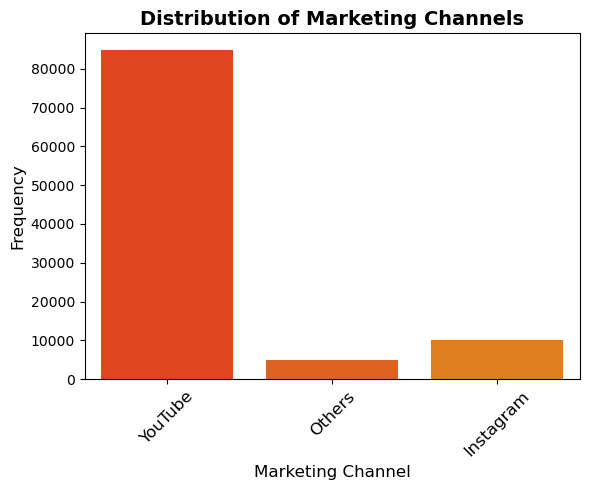 Distribution of Marketing Channels
Frequency
80000
70000
60000
50000
40000
30000
20000
10000
0
YouTube
Others
Instagram
Marketing Channel